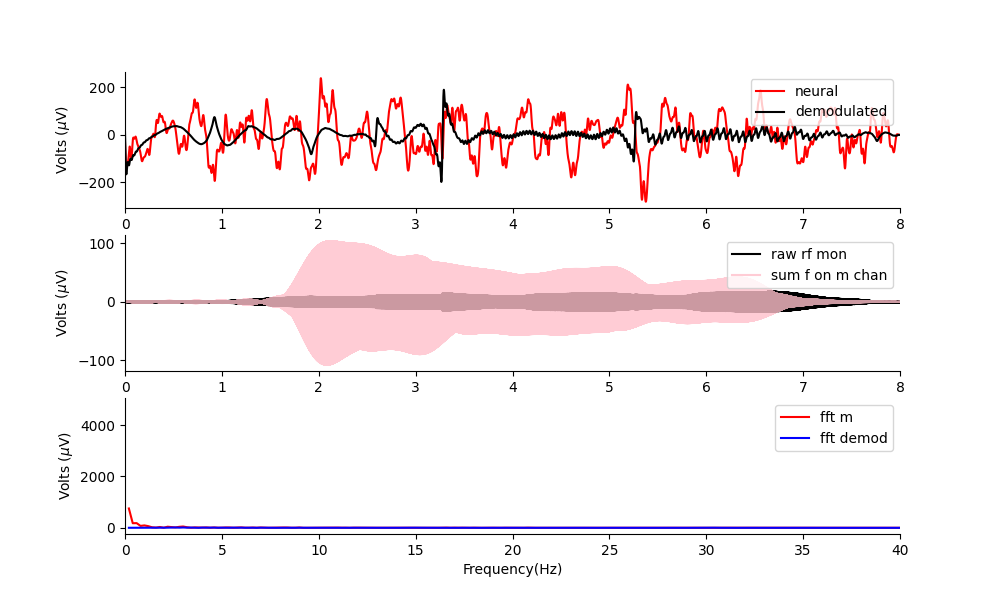 200
0
−200
Volts (μV)
neural
demodulated
0 1 2 3 4 5 6 7 8
100
0
−100
Volts (μV)
raw rf mon
sum f on m chan
0 1 2 3 4 5 6 7 8
4000
2000
0
Volts (μV)
fft m
fft demod
0 5 10 15 20 25 30 35 40
Frequency(Hz)